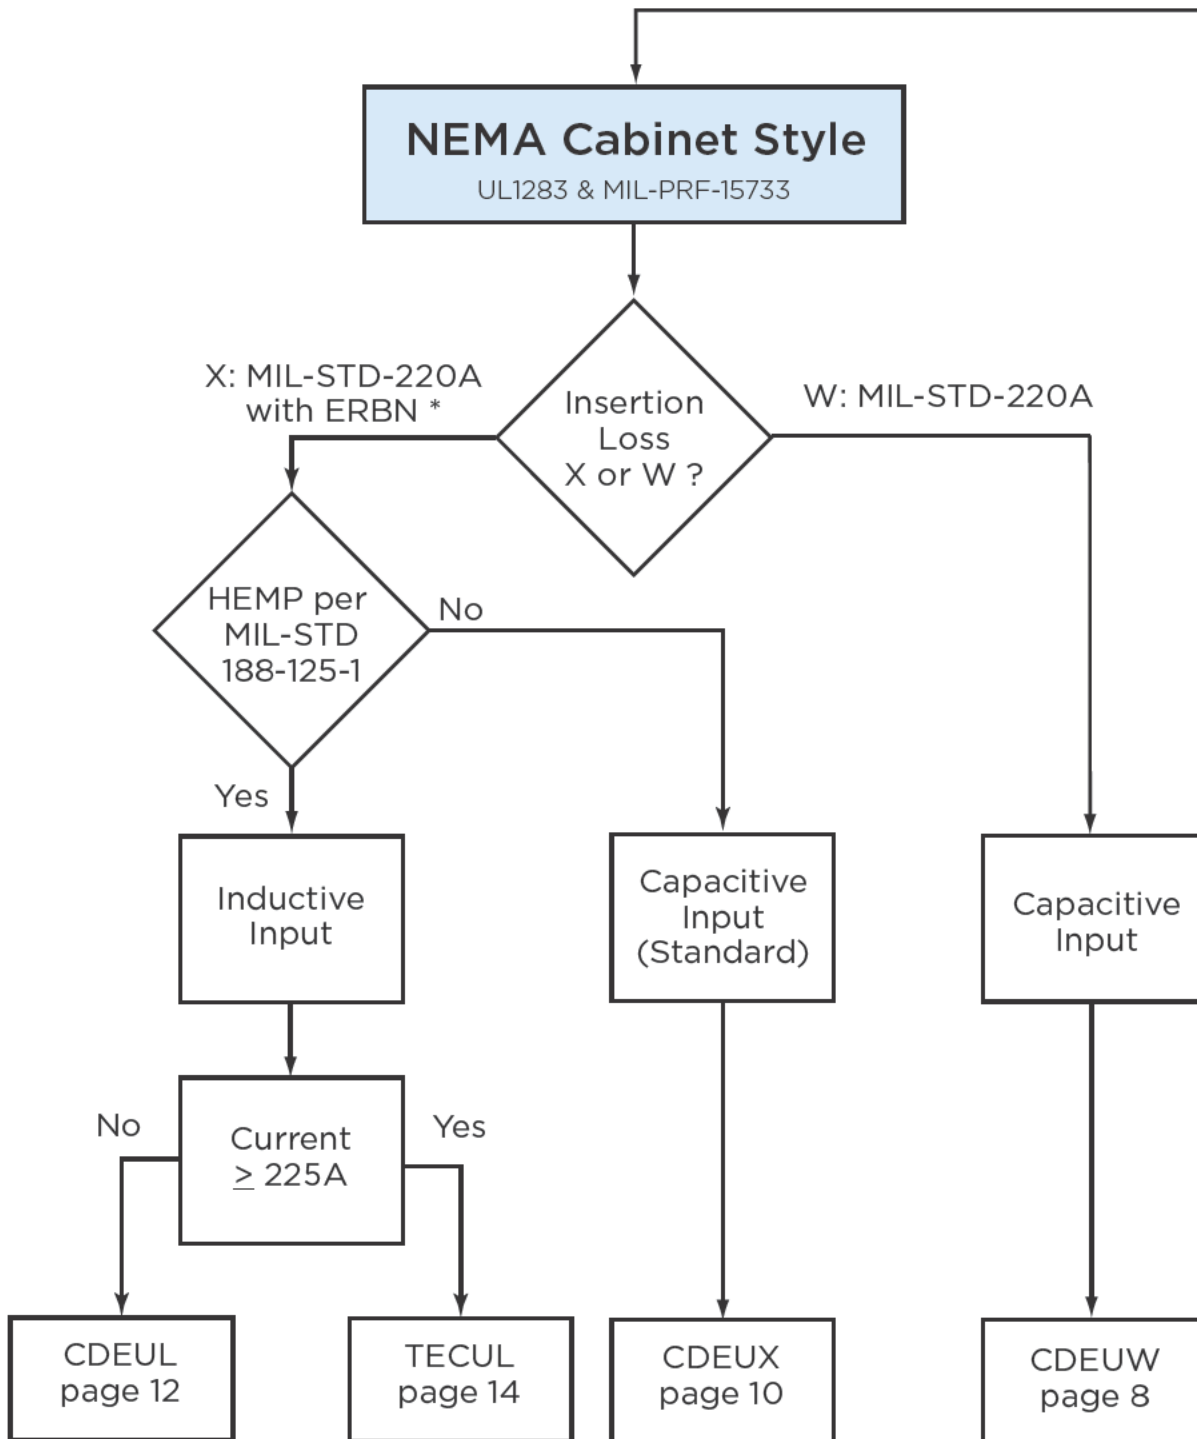 NEMA Cabinet Style
UL1283 & MIL-PRF-15733
X: MIL-STD-220A
with ERBN *
Insertion
Loss
X or W ?
W: MIL-STD-220A
HEMP per
MIL-STD
188-125-1
No
Yes
Inductive
Input
Capacitive
Input
(Standard)
Capacitive
Input
No
Current
≥ 225A
Yes
CDEUL
page 12
TECUL
page 14
CDEUX
page 10
CDEUW
page 8